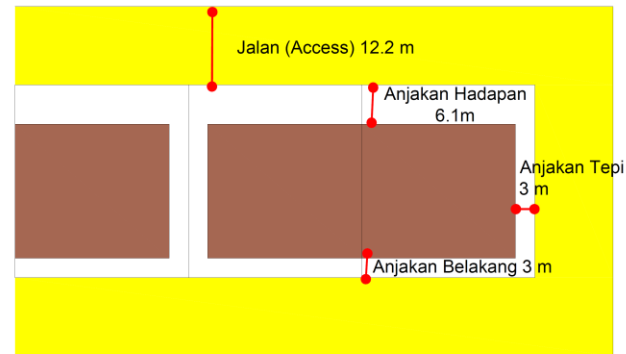 Jalan (Access) 12.2 m
Anjakan Hadapan
6.1m
Anjakan Tepi
3 m
Anjakan Belakang 3 m